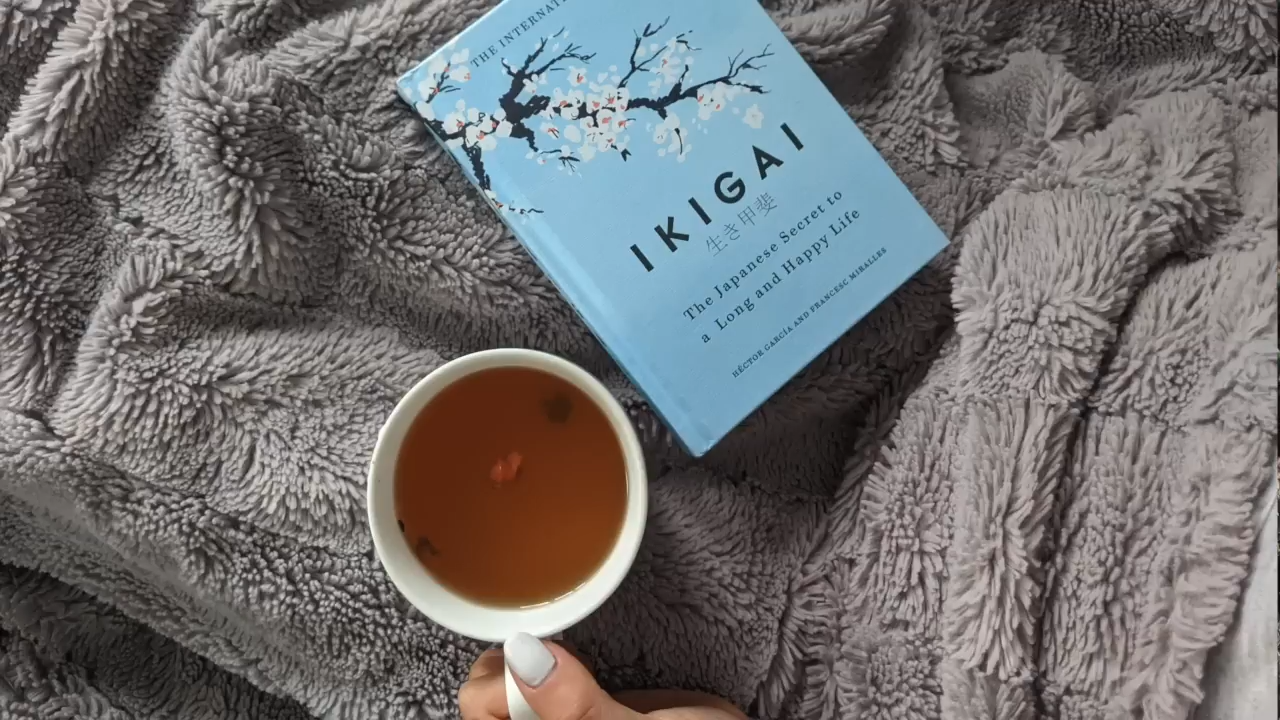 THE INTERNATI
IKIGAI
生き甲斐
The Japanese Secret to
a Long and Happy Life
HÉCTOR GARCÍA AND FRANCESC MIRALLES